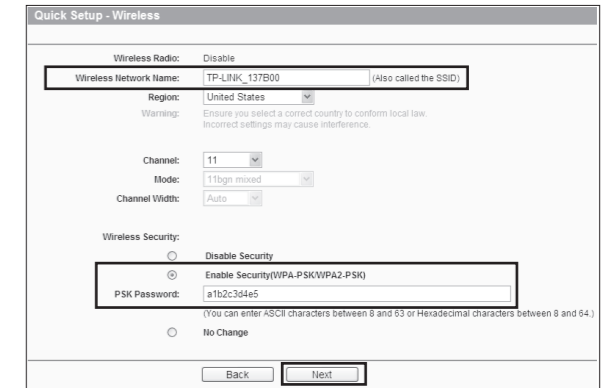 Quick Setup - Wireless
Wireless Radio: Disable
Wireless Network Name: TP-LINK_137B00 (Also called the SSID)
Region: United States
Warning: Ensure you select a correct country to conform local law.
Incorrect settings may cause interference.
Channel: 11
Mode: 11bgn mixed
Channel Width: Auto
Wireless Security:
Disable Security
Enable Security(WPA-PSK/WPA2-PSK)
PSK Password: a1b2c3d4e5
(You can enter ASCII characters between 8 and 63 or Hexadecimal characters between 8 and 64.)
No Change
Back Next